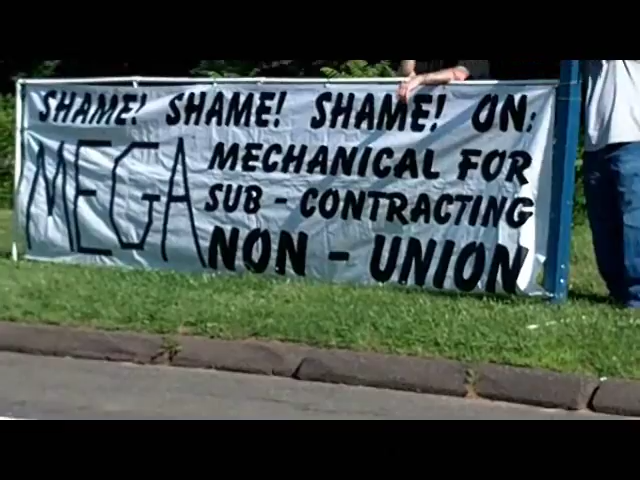 SHAME! SHAME! SHAME! ON:
MEGA MECHANICAL FOR
SUB - CONTRACTING
NON - UNION